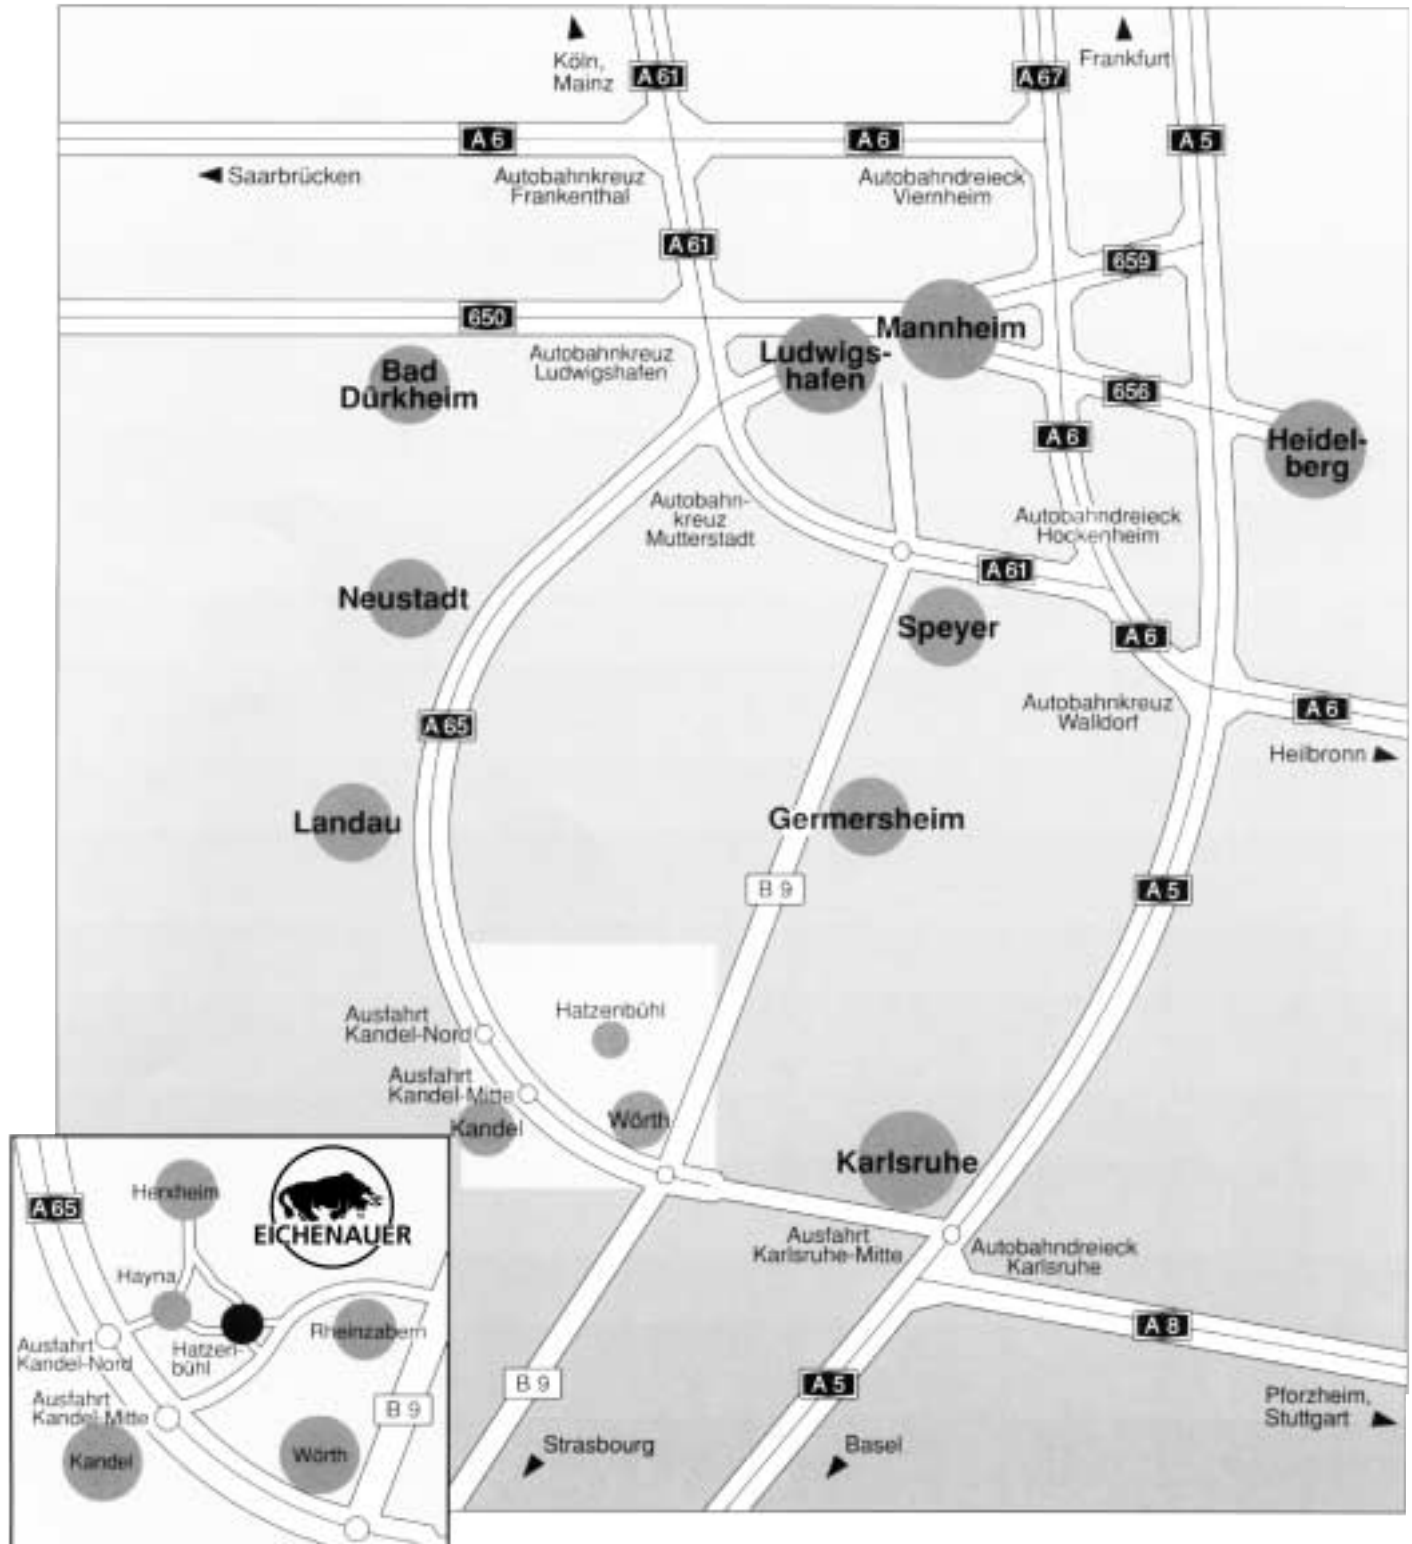 Köln,
Mainz
A 61
A 67
Frankfurt
A 6
A 6
A 5
Saarbrücken
Autobahnkreuz
Frankenthal
Autobahndreieck
Viernheim
A 61
659
650
Mannheim
Ludwigs-
hafen
Autobahnkreuz
Ludwigshafen
Bad
Dürkheim
656
A 6
Heidel-
berg
Autobahn-
kreuz
Mutterstadt
Autobahndreieck
Hockenheim
A 61
Neustadt
Speyer
A 6
Autobahnkreuz
Walldorf
A 6
Heilbronn
A 65
Landau
Germersheim
B 9
A 5
Hatzenbühl
Ausfahrt
Kandel-Nord
Ausfahrt
Kandel-Mitte
Kandel
Wörth
Karlsruhe
Ausfahrt
Karlsruhe-Mitte
Autobahndreieck
Karlsruhe
A 8
B 9
A 5
Pforzheim,
Stuttgart
Strasbourg
Basel
Herxheim
A 65
EICHENAUER
Hayna
Rheinzabern
Hatzen-
bühl
Ausfahrt
Kandel-Nord
Ausfahrt
Kandel-Mitte
B 9
Kandel
Wörth